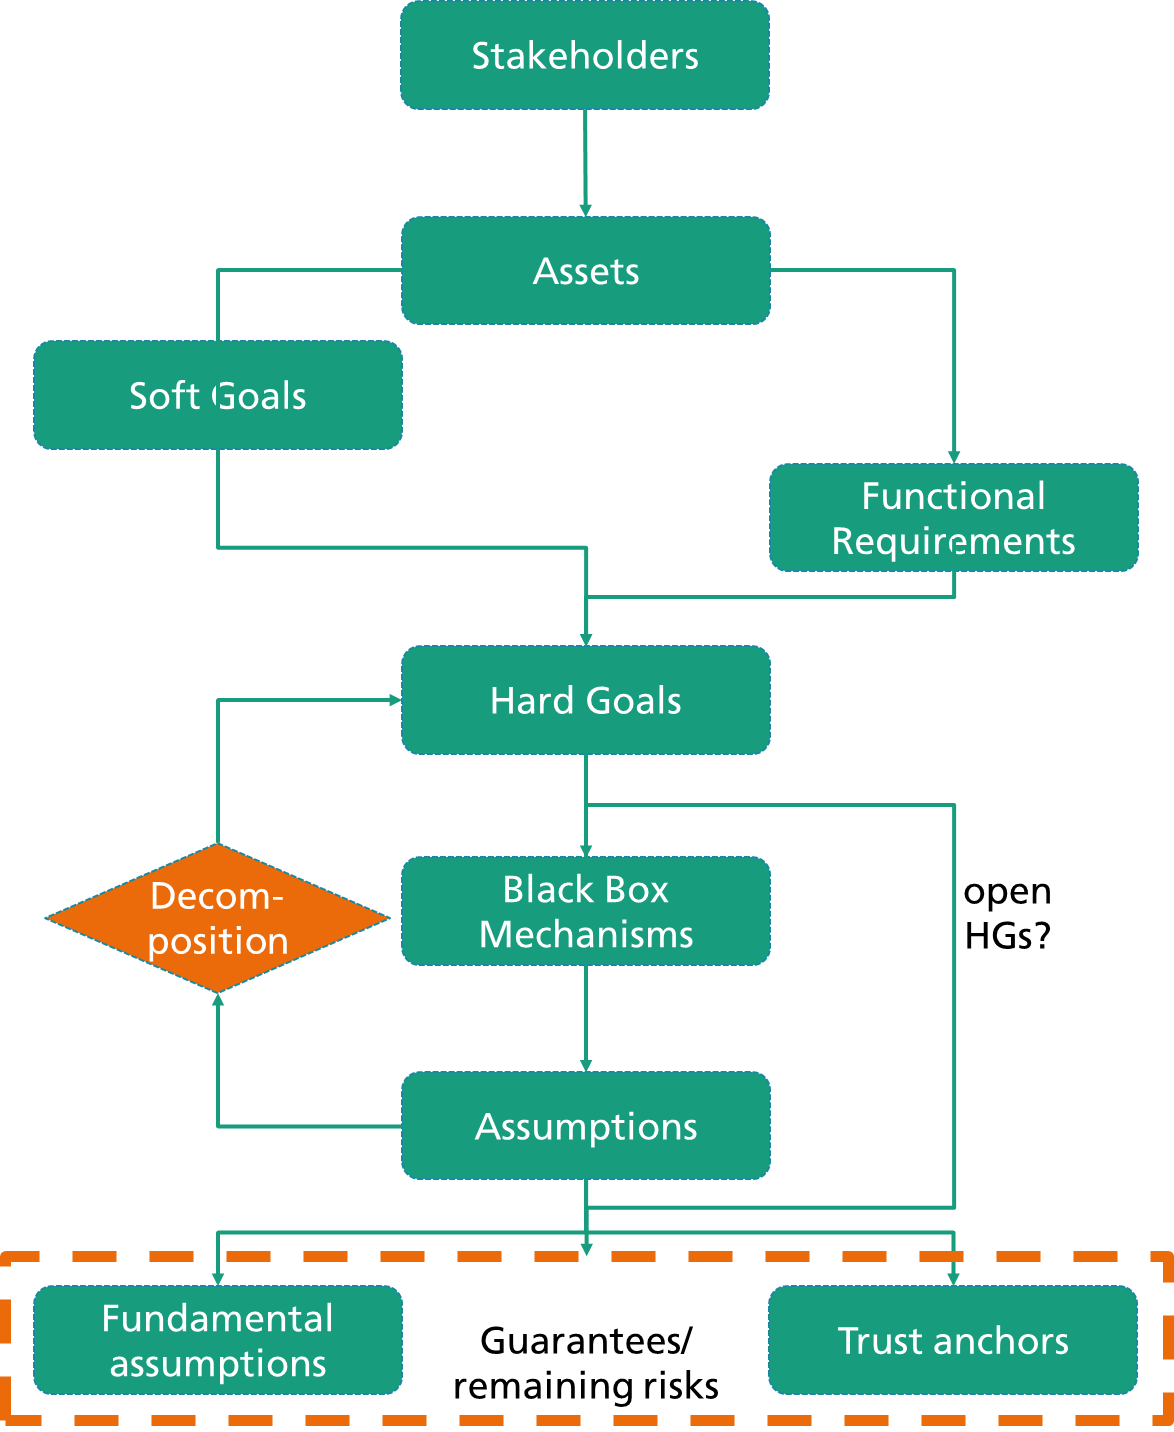 Stakeholders
Assets
Soft Goals
Functional
Requirements
Hard Goals
Decom-
position
Black Box
Mechanisms
open
HGs?
Assumptions
Fundamental
assumptions
Guarantees/
remaining risks
Trust anchors